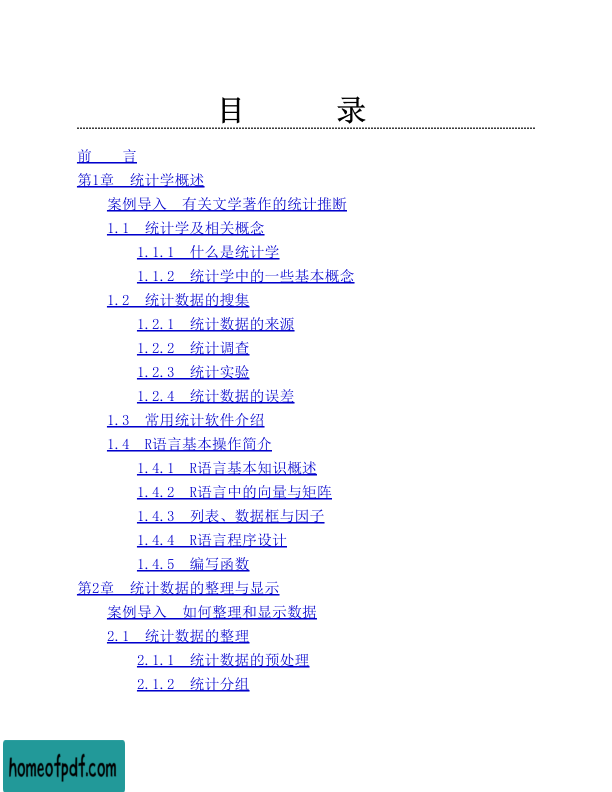 目 录
前 言
第1章 统计学概述
案例导入 有关文学著作的统计推断
1.1 统计学及相关概念
1.1.1 什么是统计学
1.1.2 统计学中的一些基本概念
1.2 统计数据的搜集
1.2.1 统计数据的来源
1.2.2 统计调查
1.2.3 统计实验
1.2.4 统计数据的误差
1.3 常用统计软件介绍
1.4 R语言基本操作简介
1.4.1 R语言基本知识概述
1.4.2 R语言中的向量与矩阵
1.4.3 列表、数据框与因子
1.4.4 R语言程序设计
1.4.5 编写函数
第2章 统计数据的整理与显示
案例导入 如何整理和显示数据
2.1 统计数据的整理
2.1.1 统计数据的预处理
2.1.2 统计分组
homeofpdf.com